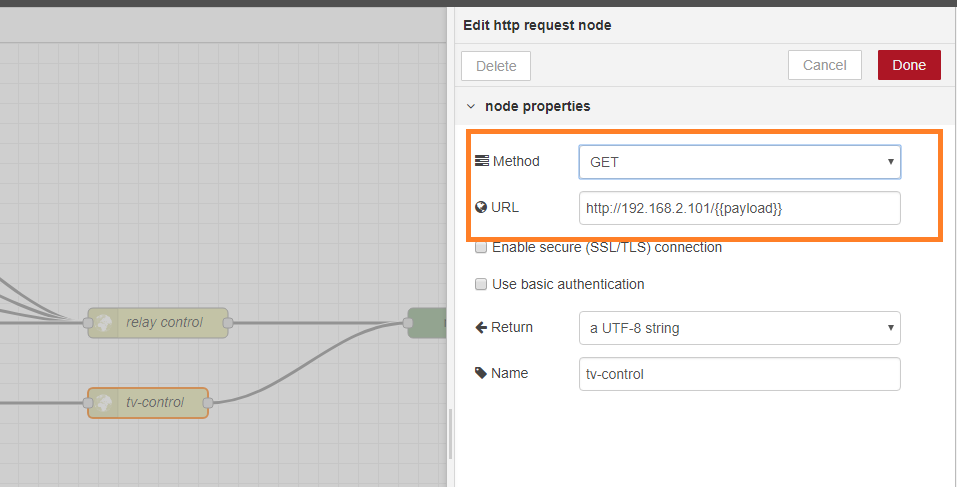 Edit http request node
Delete
Cancel
Done
node properties
Method
GET
URL
http://192.168.2.101/{{payload}}
Enable secure (SSL/TLS) connection
Use basic authentication
relay control
Return
a UTF-8 string
Name
tv-control
tv-control